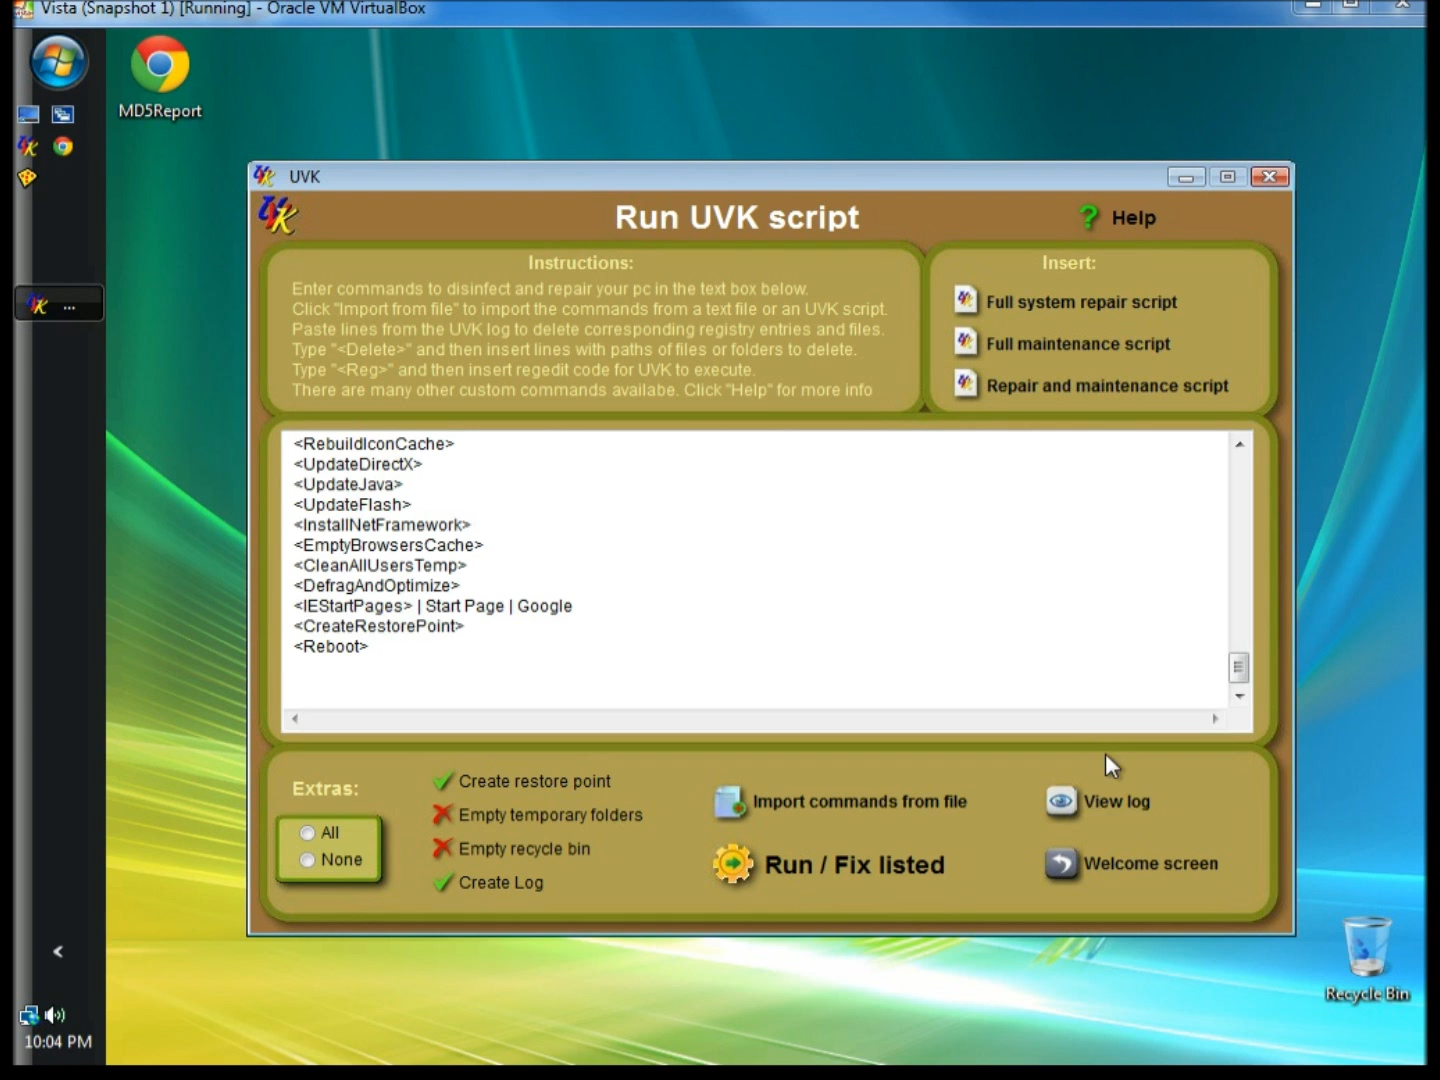 Vista (Snapshot 1) [Running] - Oracle VM VirtualBox
MD5Report
UVK
Run UVK script
Help
Instructions:
Enter commands to disinfect and repair your pc in the text box below.
Click "Import from file" to import the commands from a text file or an UVK script.
Paste lines from the UVK log to delete corresponding registry entries and files.
Type "<Delete>" and then insert lines with paths of files or folders to delete.
Type "<Reg>" and then insert regedit code for UVK to execute.
There are many other custom commands availabe. Click "Help" for more info
Insert:
Full system repair script
Full maintenance script
Repair and maintenance script
...
<RebuildIconCache>
<UpdateDirectX>
<UpdateJava>
<UpdateFlash>
<InstallNetFramework>
<EmptyBrowsersCache>
<CleanAllUsersTemp>
<DefragAndOptimize>
<IEStartPages> | Start Page | Google
<CreateRestorePoint>
<Reboot>
Extras:
All
None
Create restore point
Empty temporary folders
Empty recycle bin
Create Log
Import commands from file
Run / Fix listed
View log
Welcome screen
Recycle Bin
10:04 PM